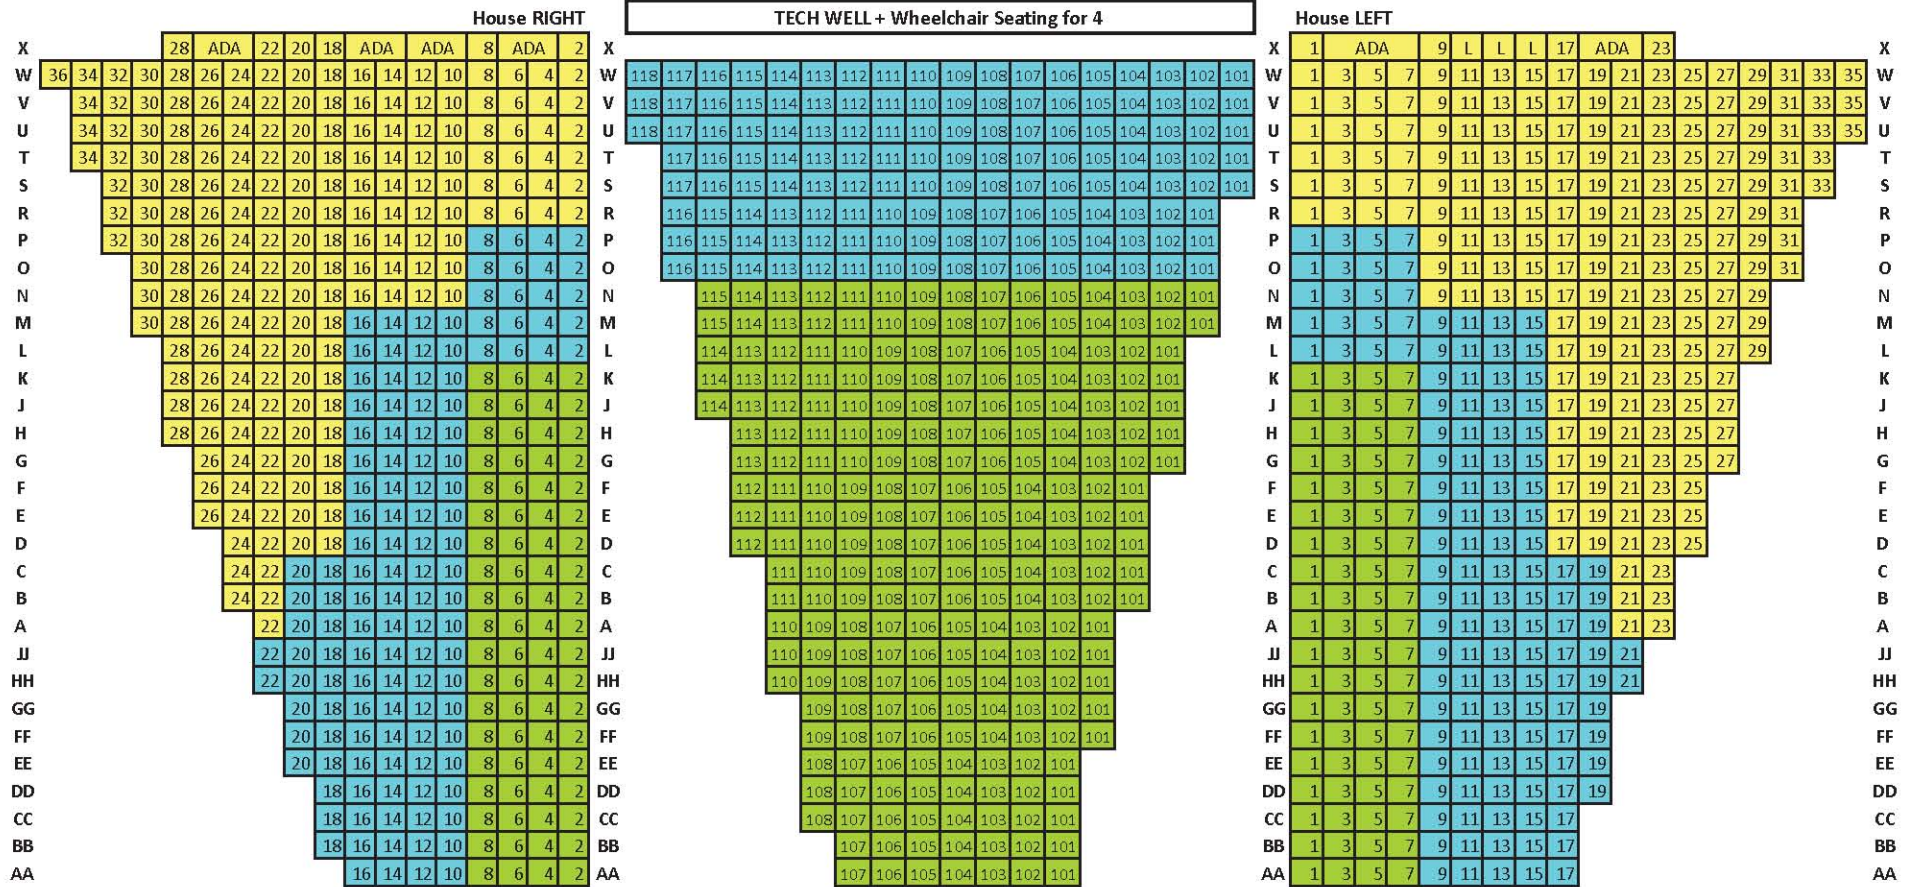 House RIGHT TECH WELL + Wheelchair Seating for 4 House LEFT
X 28 ADA 22 20 18 ADA ADA 8 ADA 2 X X 1 ADA 9 L L L 17 ADA 23 X
W 36 34 32 30 28 26 24 22 20 18 16 14 12 10 8 6 4 2 W 118 117 116 115 114 113 112 111 110 109 108 107 106 105 104 103 102 101 W 1 3 5 7 9 11 13 15 17 19 21 23 25 27 29 31 33 35 W
V 34 32 30 28 26 24 22 20 18 16 14 12 10 8 6 4 2 V 118 117 116 115 114 113 112 111 110 109 108 107 106 105 104 103 102 101 V 1 3 5 7 9 11 13 15 17 19 21 23 25 27 29 31 33 35 V
U 34 32 30 28 26 24 22 20 18 16 14 12 10 8 6 4 2 U 118 117 116 115 114 113 112 111 110 109 108 107 106 105 104 103 102 101 U 1 3 5 7 9 11 13 15 17 19 21 23 25 27 29 31 33 35 U
T 34 32 30 28 26 24 22 20 18 16 14 12 10 8 6 4 2 T 117 116 115 114 113 112 111 110 109 108 107 106 105 104 103 102 101 T 1 3 5 7 9 11 13 15 17 19 21 23 25 27 29 31 33 T
S 32 30 28 26 24 22 20 18 16 14 12 10 8 6 4 2 S 117 116 115 114 113 112 111 110 109 108 107 106 105 104 103 102 101 S 1 3 5 7 9 11 13 15 17 19 21 23 25 27 29 31 33 S
R 32 30 28 26 24 22 20 18 16 14 12 10 8 6 4 2 R 116 115 114 113 112 111 110 109 108 107 106 105 104 103 102 101 R 1 3 5 7 9 11 13 15 17 19 21 23 25 27 29 31 R
P 32 30 28 26 24 22 20 18 16 14 12 10 8 6 4 2 P 116 115 114 113 112 111 110 109 108 107 106 105 104 103 102 101 P 1 3 5 7 9 11 13 15 17 19 21 23 25 27 29 31 P
O 30 28 26 24 22 20 18 16 14 12 10 8 6 4 2 O 116 115 114 113 112 111 110 109 108 107 106 105 104 103 102 101 O 1 3 5 7 9 11 13 15 17 19 21 23 25 27 29 31 O
N 30 28 26 24 22 20 18 16 14 12 10 8 6 4 2 N 115 114 113 112 111 110 109 108 107 106 105 104 103 102 101 N 1 3 5 7 9 11 13 15 17 19 21 23 25 27 29 N
M 30 28 26 24 22 20 18 16 14 12 10 8 6 4 2 M 115 114 113 112 111 110 109 108 107 106 105 104 103 102 101 M 1 3 5 7 9 11 13 15 17 19 21 23 25 27 29 M
L 28 26 24 22 20 18 16 14 12 10 8 6 4 2 L 114 113 112 111 110 109 108 107 106 105 104 103 102 101 L 1 3 5 7 9 11 13 15 17 19 21 23 25 27 29 L
K 28 26 24 22 20 18 16 14 12 10 8 6 4 2 K 114 113 112 111 110 109 108 107 106 105 104 103 102 101 K 1 3 5 7 9 11 13 15 17 19 21 23 25 27 K
J 28 26 24 22 20 18 16 14 12 10 8 6 4 2 J 114 113 112 111 110 109 108 107 106 105 104 103 102 101 J 1 3 5 7 9 11 13 15 17 19 21 23 25 27 J
H 28 26 24 22 20 18 16 14 12 10 8 6 4 2 H 113 112 111 110 109 108 107 106 105 104 103 102 101 H 1 3 5 7 9 11 13 15 17 19 21 23 25 27 H
G 26 24 22 20 18 16 14 12 10 8 6 4 2 G 113 112 111 110 109 108 107 106 105 104 103 102 101 G 1 3 5 7 9 11 13 15 17 19 21 23 25 27 G
F 26 24 22 20 18 16 14 12 10 8 6 4 2 F 112 111 110 109 108 107 106 105 104 103 102 101 F 1 3 5 7 9 11 13 15 17 19 21 23 25 F
E 26 24 22 20 18 16 14 12 10 8 6 4 2 E 112 111 110 109 108 107 106 105 104 103 102 101 E 1 3 5 7 9 11 13 15 17 19 21 23 25 E
D 24 22 20 18 16 14 12 10 8 6 4 2 D 112 111 110 109 108 107 106 105 104 103 102 101 D 1 3 5 7 9 11 13 15 17 19 21 23 25 D
C 24 22 20 18 16 14 12 10 8 6 4 2 C 111 110 109 108 107 106 105 104 103 102 101 C 1 3 5 7 9 11 13 15 17 19 21 23 C
B 24 22 20 18 16 14 12 10 8 6 4 2 B 111 110 109 108 107 106 105 104 103 102 101 B 1 3 5 7 9 11 13 15 17 19 21 23 B
A 22 20 18 16 14 12 10 8 6 4 2 A 110 109 108 107 106 105 104 103 102 101 A 1 3 5 7 9 11 13 15 17 19 21 23 A
JJ 22 20 18 16 14 12 10 8 6 4 2 JJ 110 109 108 107 106 105 104 103 102 101 JJ 1 3 5 7 9 11 13 15 17 19 21 JJ
HH 22 20 18 16 14 12 10 8 6 4 2 HH 110 109 108 107 106 105 104 103 102 101 HH 1 3 5 7 9 11 13 15 17 19 21 HH
GG 20 18 16 14 12 10 8 6 4 2 GG 109 108 107 106 105 104 103 102 101 GG 1 3 5 7 9 11 13 15 17 19 GG
FF 20 18 16 14 12 10 8 6 4 2 FF 109 108 107 106 105 104 103 102 101 FF 1 3 5 7 9 11 13 15 17 19 FF
EE 20 18 16 14 12 10 8 6 4 2 EE 108 107 106 105 104 103 102 101 EE 1 3 5 7 9 11 13 15 17 19 EE
DD 18 16 14 12 10 8 6 4 2 DD 108 107 106 105 104 103 102 101 DD 1 3 5 7 9 11 13 15 17 19 DD
CC 18 16 14 12 10 8 6 4 2 CC 108 107 106 105 104 103 102 101 CC 1 3 5 7 9 11 13 15 17 CC
BB 18 16 14 12 10 8 6 4 2 BB 107 106 105 104 103 102 101 BB 1 3 5 7 9 11 13 15 17 BB
AA 16 14 12 10 8 6 4 2 AA 107 106 105 104 103 102 101 AA 1 3 5 7 9 11 13 15 17 AA